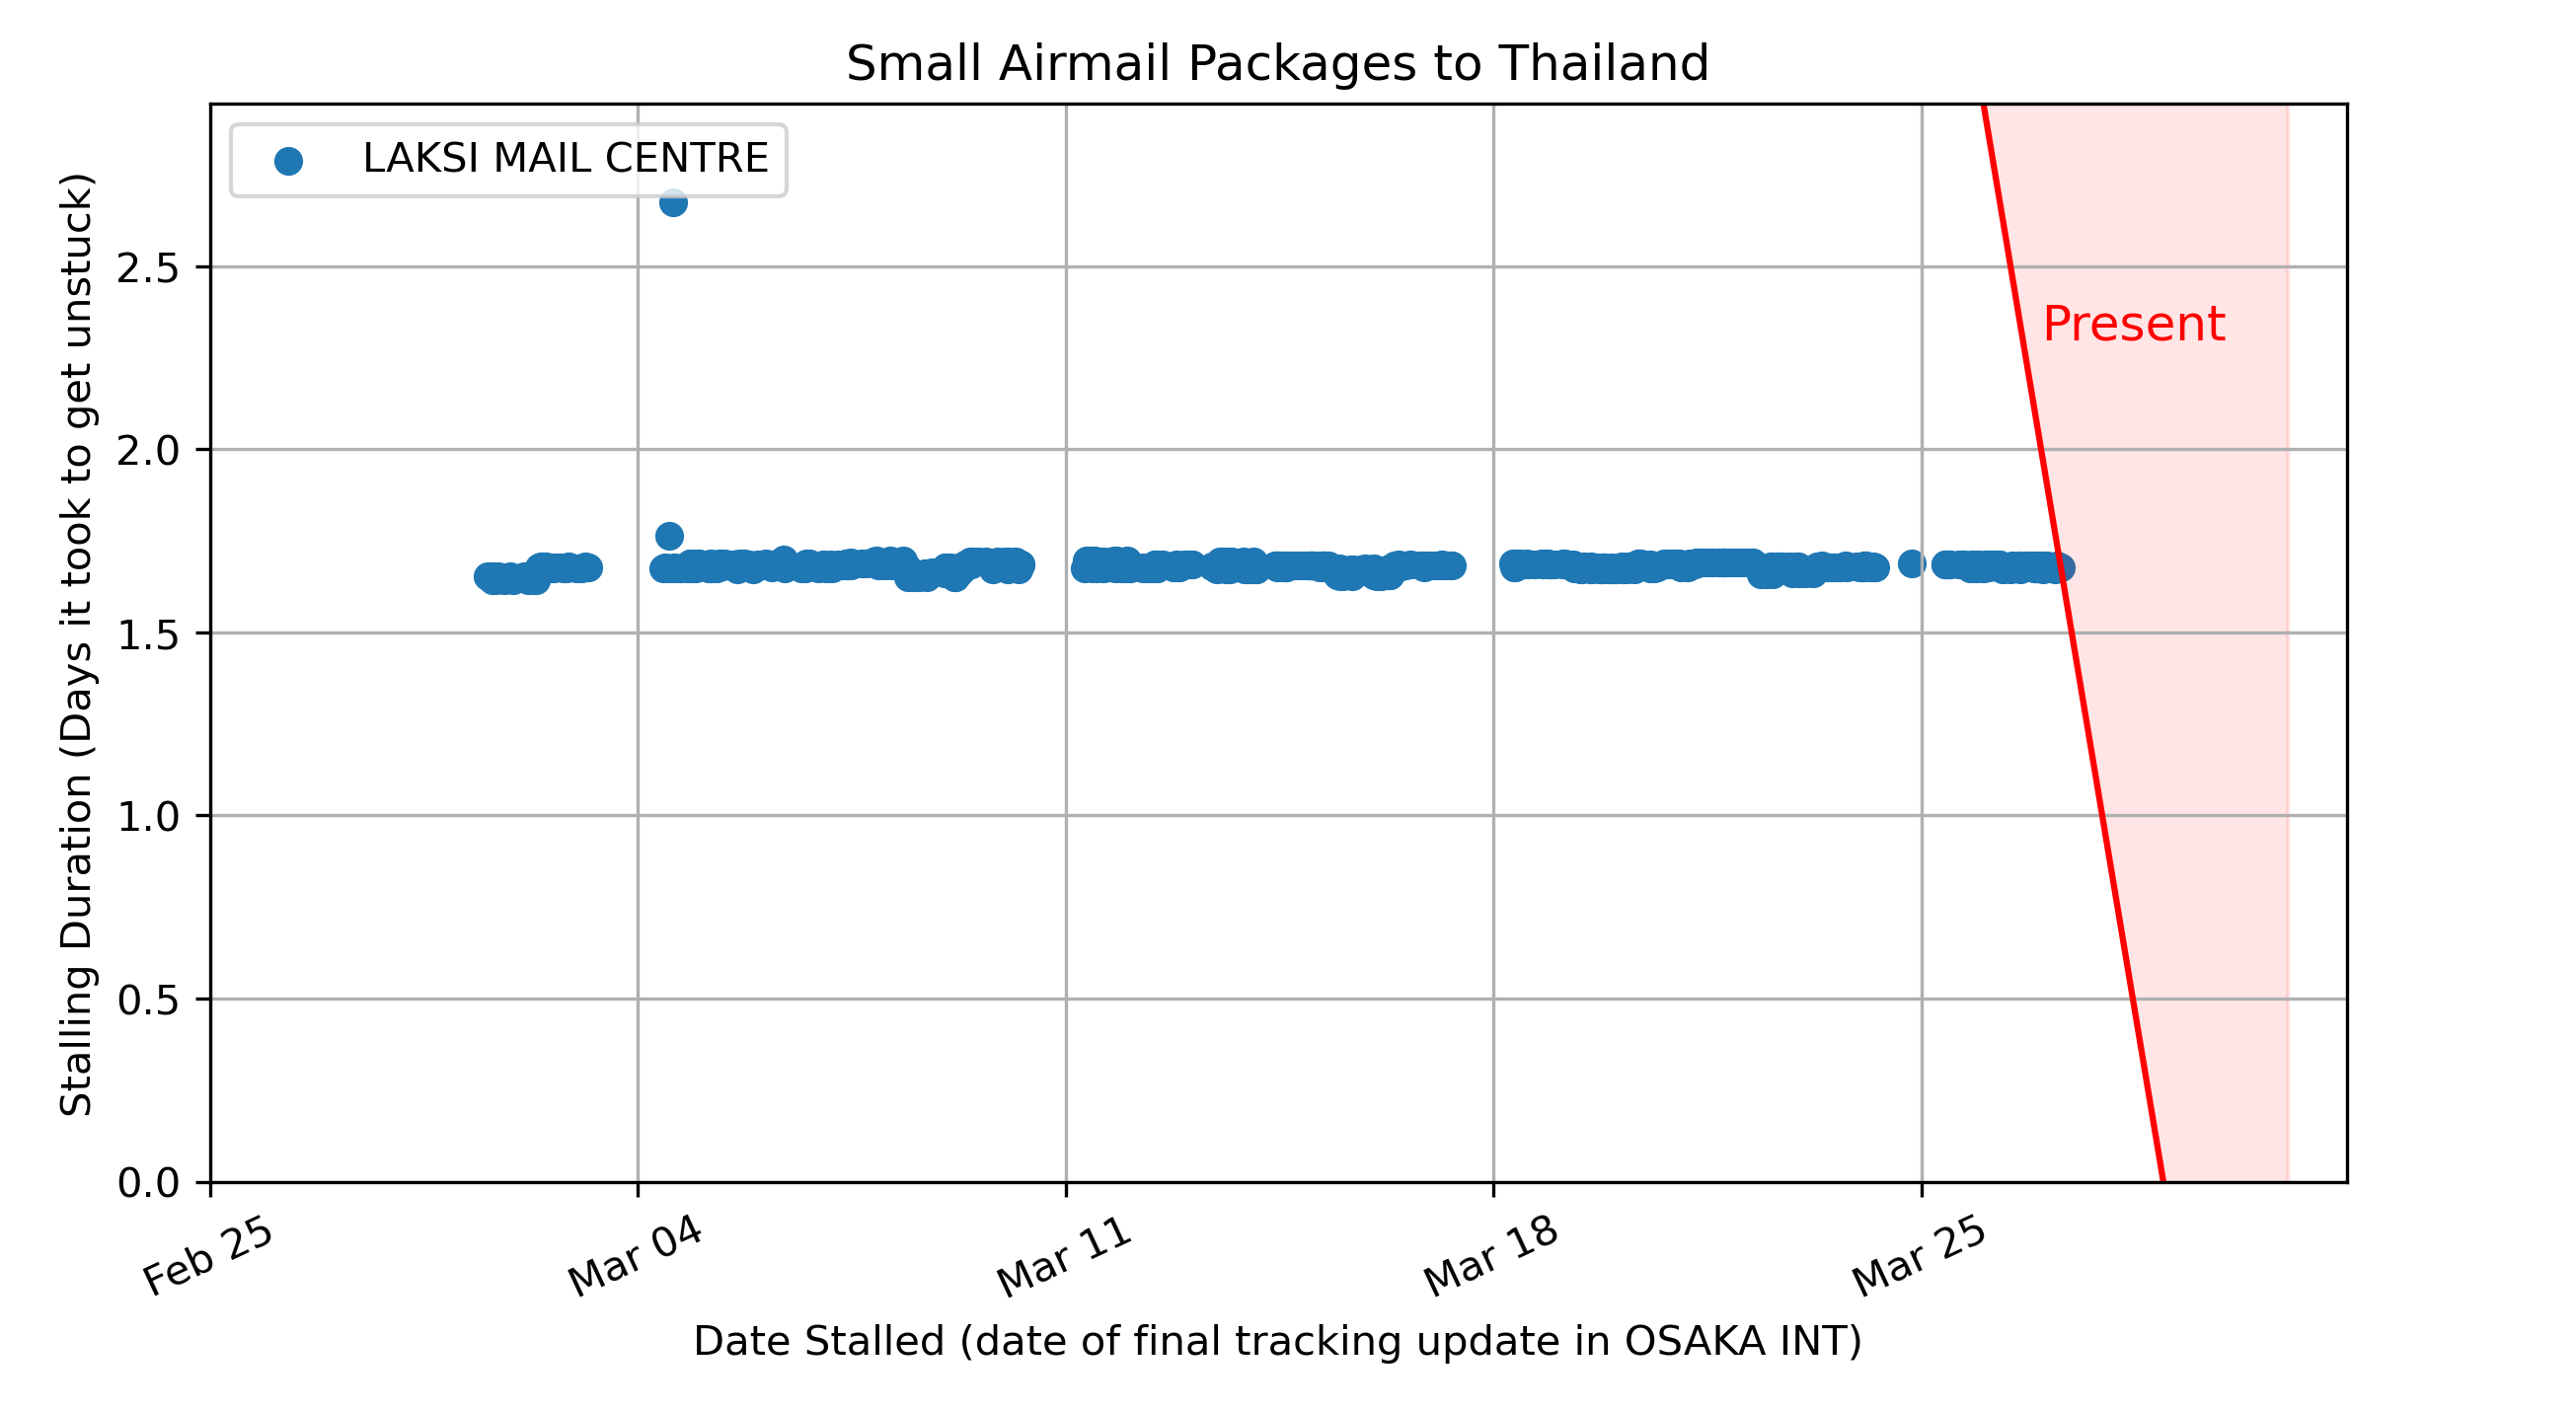 Small Airmail Packages to Thailand
LAKSI MAIL CENTRE
Present
Stalling Duration (Days it took to get unstuck)
2.5
2.0
1.5
1.0
0.5
0.0
Feb 25
Mar 04
Mar 11
Mar 18
Mar 25
Date Stalled (date of final tracking update in OSAKA INT)